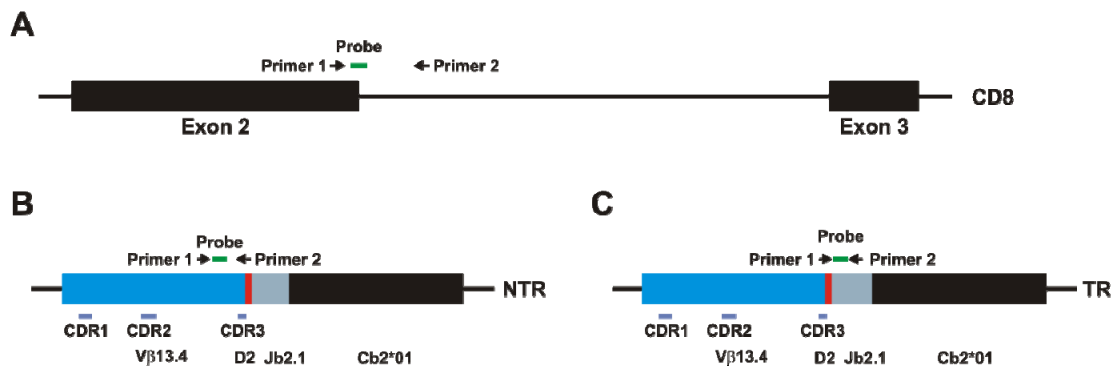 A
Probe
Primer 1 Primer 2
CD8
Exon 2 Exon 3
B
Probe
Primer 1 Primer 2
NTR
CDR1 CDR2 CDR3
Vβ13.4 D2 Jb2.1 Cb2*01
C
Probe
Primer 1 Primer 2
TR
CDR1 CDR2 CDR3
Vβ13.4 D2 Jb2.1 Cb2*01